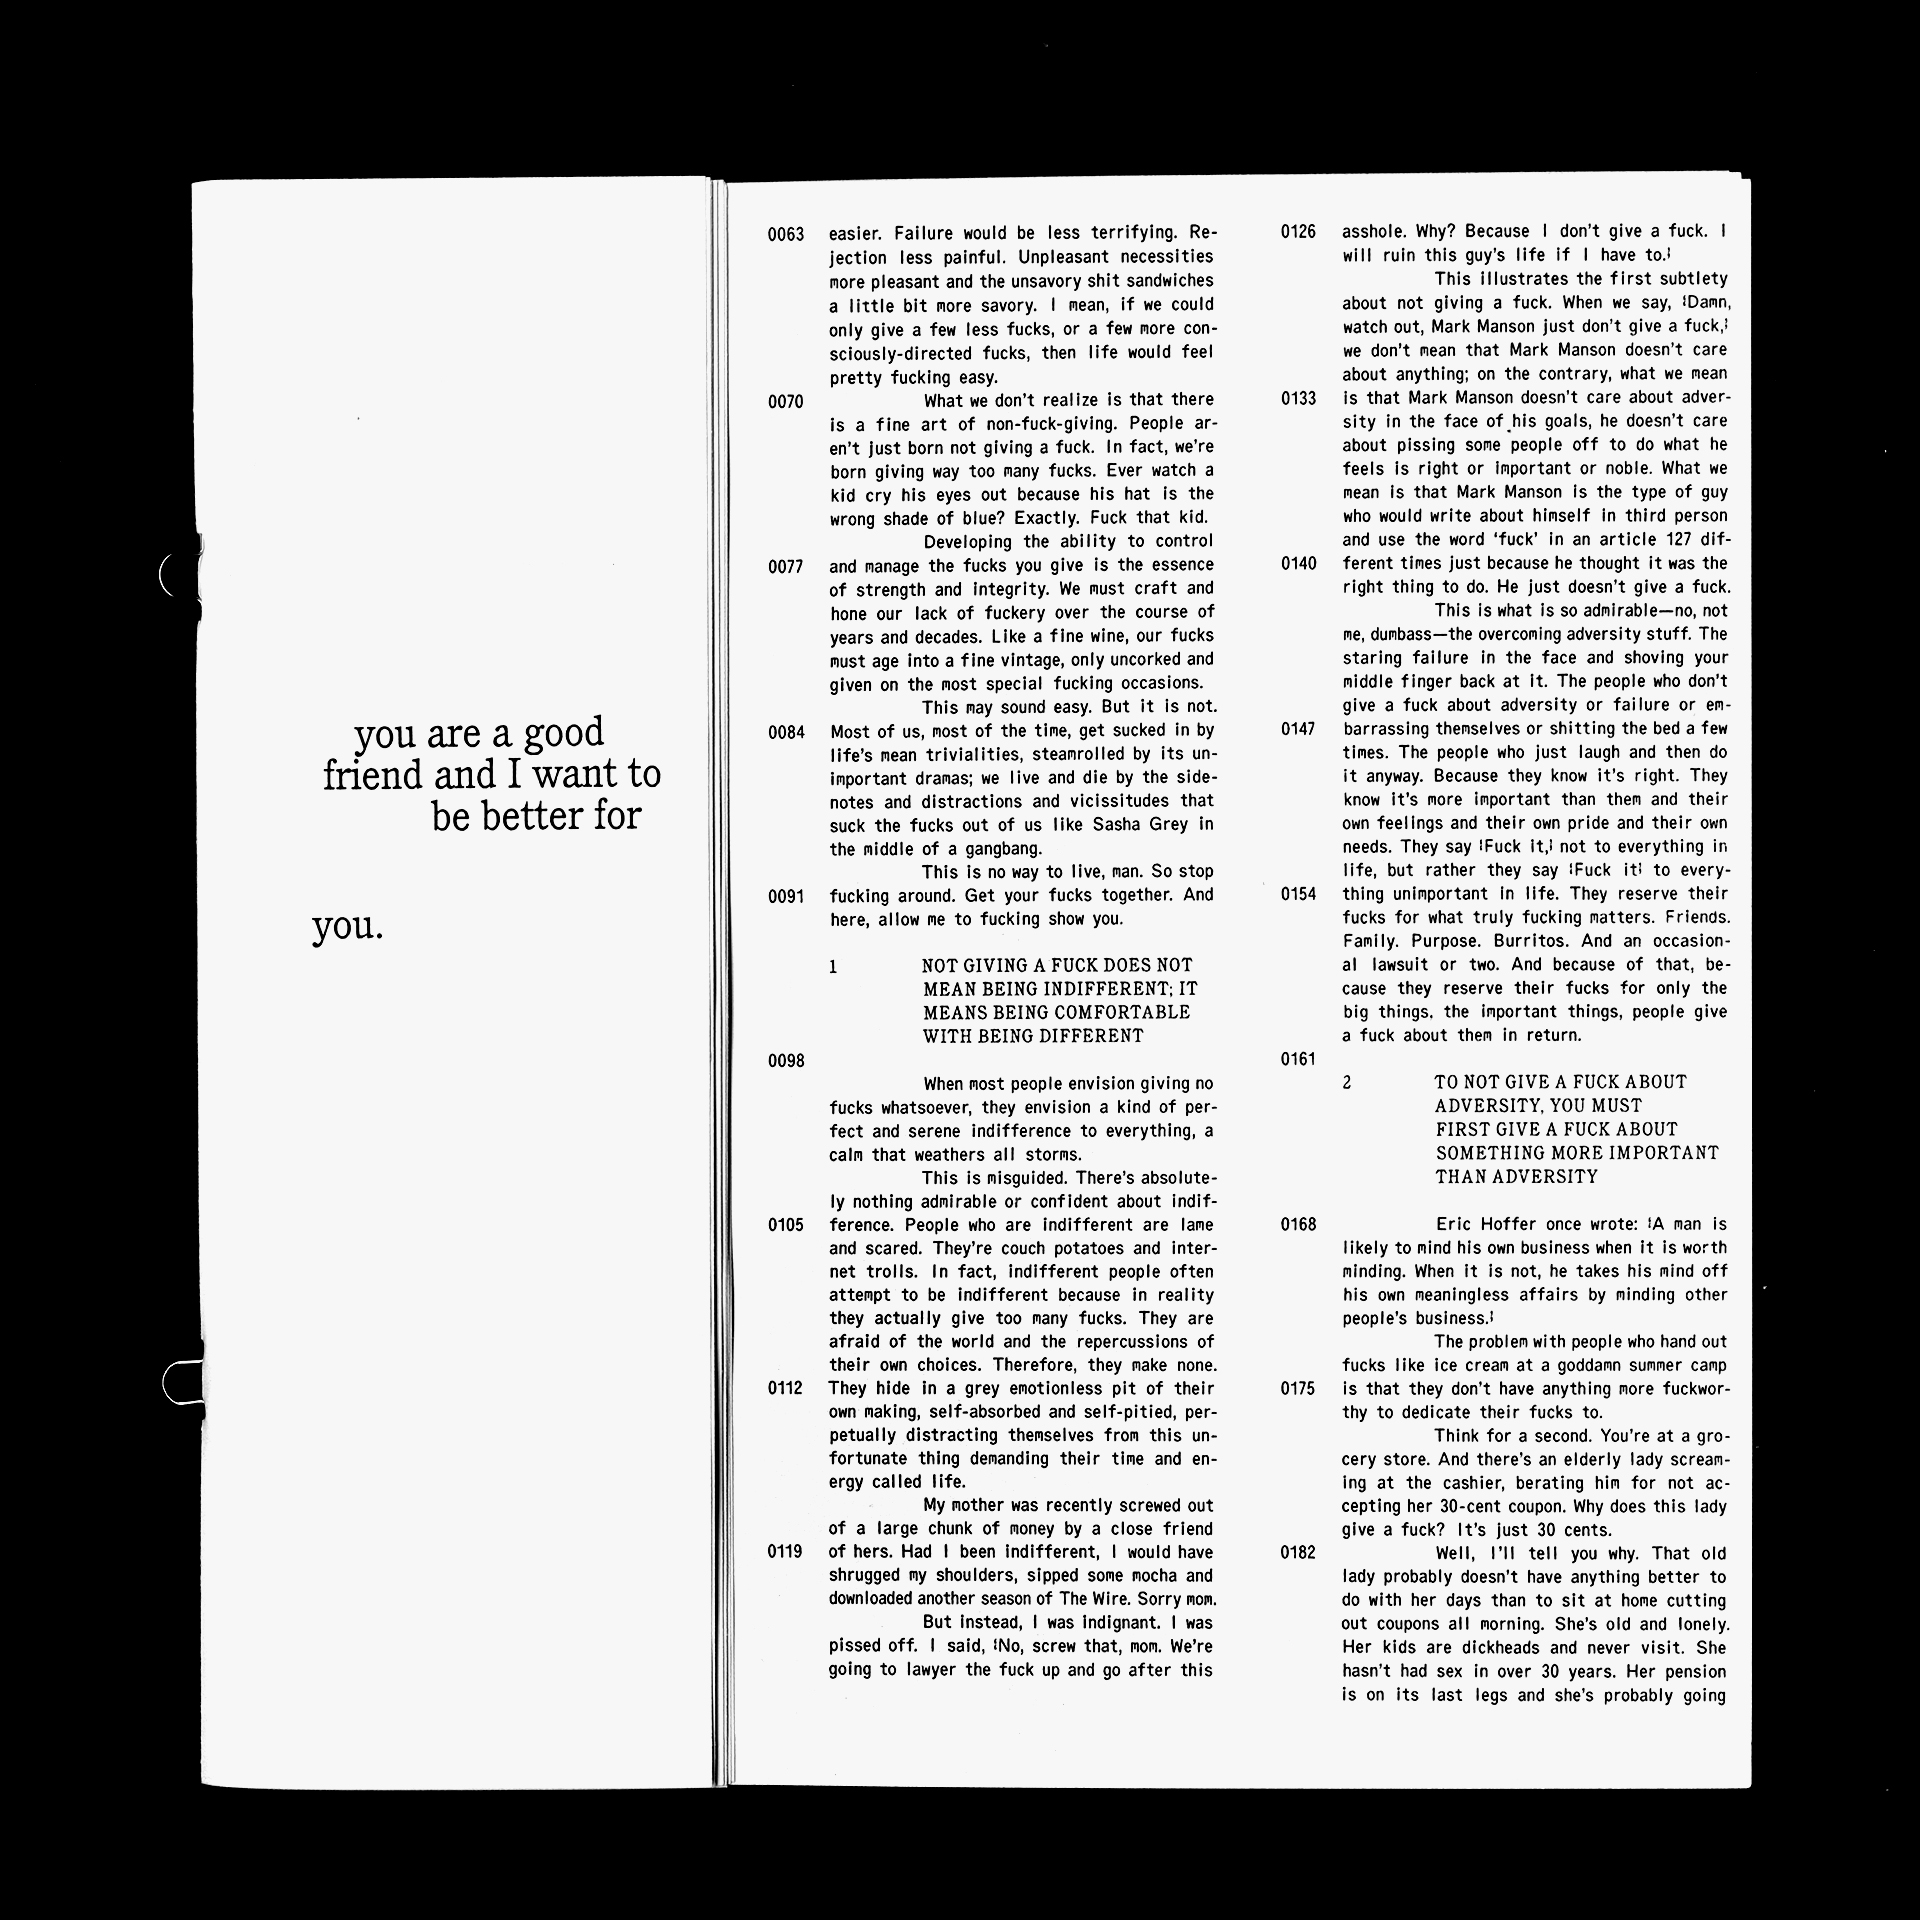 you are a good
friend and I want to
be better for
you.
0063 easier. Failure would be less terrifying. Re-
jection less painful. Unpleasant necessities
more pleasant and the unsavory shit sandwiches
a little bit more savory. I mean, if we could
only give a few less fucks, or a few more con-
sciously-directed fucks, then life would feel
pretty fucking easy.
0070 What we don't realize is that there
is a fine art of non-fuck-giving. People ar-
en't just born not giving a fuck. In fact, we're
born giving way too many fucks. Ever watch a
kid cry his eyes out because his hat is the
wrong shade of blue? Exactly. Fuck that kid.
Developing the ability to control
0077 and manage the fucks you give is the essence
of strength and integrity. We must craft and
hone our lack of fuckery over the course of
years and decades. Like a fine wine, our fucks
must age into a fine vintage, only uncorked and
given on the most special fucking occasions.
This may sound easy. But it is not.
0084 Most of us, most of the time, get sucked in by
life's mean trivialities, steamrolled by its un-
important dramas; we live and die by the side-
notes and distractions and vicissitudes that
suck the fucks out of us like Sasha Grey in
the middle of a gangbang.
This is no way to live, man. So stop
0091 fucking around. Get your fucks together. And
here, allow me to fucking show you.
1 NOT GIVING A FUCK DOES NOT
MEAN BEING INDIFFERENT; IT
MEANS BEING COMFORTABLE
WITH BEING DIFFERENT
0098
When most people envision giving no
fucks whatsoever, they envision a kind of per-
fect and serene indifference to everything, a
calm that weathers all storms.
This is misguided. There's absolute-
ly nothing admirable or confident about indif-
0105 ference. People who are indifferent are lame
and scared. They're couch potatoes and inter-
net trolls. In fact, indifferent people often
attempt to be indifferent because in reality
they actually give too many fucks. They are
afraid of the world and the repercussions of
their own choices. Therefore, they make none.
0112 They hide in a grey emotionless pit of their
own making, self-absorbed and self-pitied, per-
petually distracting themselves from this un-
fortunate thing demanding their time and en-
ergy called life.
My mother was recently screwed out
of a large chunk of money by a close friend
0119 of hers. Had I been indifferent, I would have
shrugged my shoulders, sipped some mocha and
downloaded another season of The Wire. Sorry mom.
But instead, I was indignant. I was
pissed off. I said, "No, screw that, mom. We're
going to lawyer the fuck up and go after this
0126 asshole. Why? Because I don't give a fuck. I
will ruin this guy's life if I have to."
This illustrates the first subtlety
about not giving a fuck. When we say, "Damn,
watch out, Mark Manson just don't give a fuck,"
we don't mean that Mark Manson doesn't care
about anything; on the contrary, what we mean
0133 is that Mark Manson doesn't care about adver-
sity in the face of his goals, he doesn't care
about pissing some people off to do what he
feels is right or important or noble. What we
mean is that Mark Manson is the type of guy
who would write about himself in third person
and use the word 'fuck' in an article 127 dif-
0140 ferent times just because he thought it was the
right thing to do. He just doesn't give a fuck.
This is what is so admirable—no, not
me, dumbass—the overcoming adversity stuff. The
staring failure in the face and shoving your
middle finger back at it. The people who don't
give a fuck about adversity or failure or em-
0147 barrassing themselves or shitting the bed a few
times. The people who just laugh and then do
it anyway. Because they know it's right. They
know it's more important than them and their
own feelings and their own pride and their own
needs. They say "Fuck it," not to everything in
life, but rather they say "Fuck it" to every-
0154 thing unimportant in life. They reserve their
fucks for what truly fucking matters. Friends.
Family. Purpose. Burritos. And an occasion-
al lawsuit or two. And because of that, be-
cause they reserve their fucks for only the
big things. the important things, people give
a fuck about them in return.
0161
2 TO NOT GIVE A FUCK ABOUT
ADVERSITY, YOU MUST
FIRST GIVE A FUCK ABOUT
SOMETHING MORE IMPORTANT
THAN ADVERSITY
0168 Eric Hoffer once wrote: "A man is
likely to mind his own business when it is worth
minding. When it is not, he takes his mind off
his own meaningless affairs by minding other
people's business."
The problem with people who hand out
fucks like ice cream at a goddamn summer camp
0175 is that they don't have anything more fuckwor-
thy to dedicate their fucks to.
Think for a second. You're at a gro-
cery store. And there's an elderly lady scream-
ing at the cashier, berating him for not ac-
cepting her 30-cent coupon. Why does this lady
give a fuck? It's just 30 cents.
0182 Well, I'll tell you why. That old
lady probably doesn't have anything better to
do with her days than to sit at home cutting
out coupons all morning. She's old and lonely.
Her kids are dickheads and never visit. She
hasn't had sex in over 30 years. Her pension
is on its last legs and she's probably going